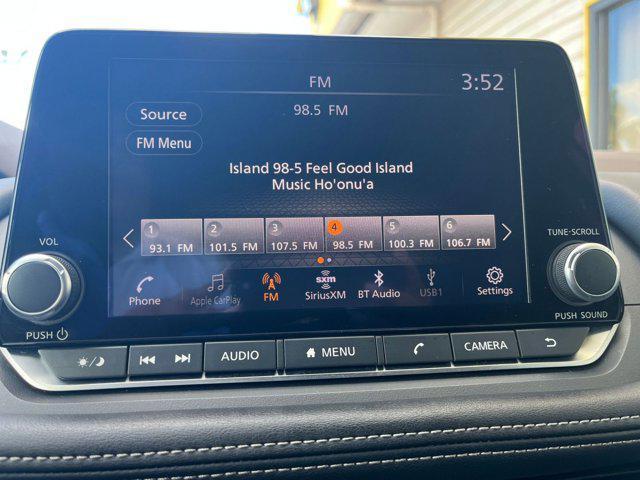 FM
3:52
98.5 FM
Source
FM Menu
Island 98-5 Feel Good Island
Music Ho'onu'a
1 2 3 4 5 6
93.1 FM 101.5 FM 107.5 FM 98.5 FM 100.3 FM 106.7 FM
sxm
Phone Apple CarPlay FM SiriusXM BT Audio USB1 Settings
VOL
PUSH
TUNE-SCROLL
PUSH SOUND
AUDIO MENU CAMERA